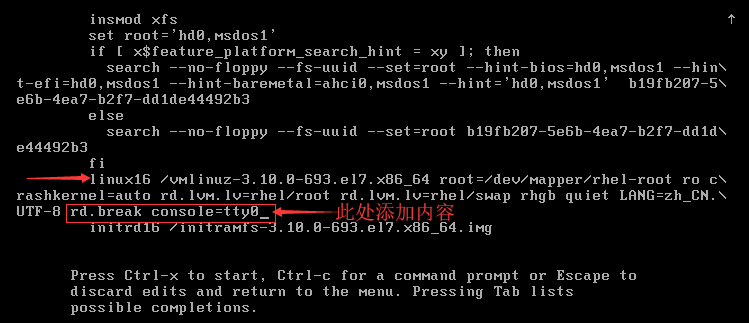 insmod xfs
set root='hd0,msdos1'
if [ x$feature_platform_search_hint = xy ]; then
search --no-floppy --fs-uuid --set=root --hint-bios=hd0,msdos1 --hin\
t-efi=hd0,msdos1 --hint-baremetal=ahci0,msdos1 --hint='hd0,msdos1' b19fb207-5\
e6b-4ea7-b2f7-dd1de44492b3
else
search --no-floppy --fs-uuid --set=root b19fb207-5e6b-4ea7-b2f7-dd1d\
e44492b3
fi
linux16 /vmlinuz-3.10.0-693.el7.x86_64 root=/dev/mapper/rhel-root ro c\
rashkernel=auto rd.lvm.lv=rhel/root rd.lvm.lv=rhel/swap rhgb quiet LANG=zh_CN.\
UTF-8 rd.break console=tty0_ 此处添加内容
initrd16 /initramfs-3.10.0-693.el7.x86_64.img
Press Ctrl-x to start, Ctrl-c for a command prompt or Escape to
discard edits and return to the menu. Pressing Tab lists
possible completions.